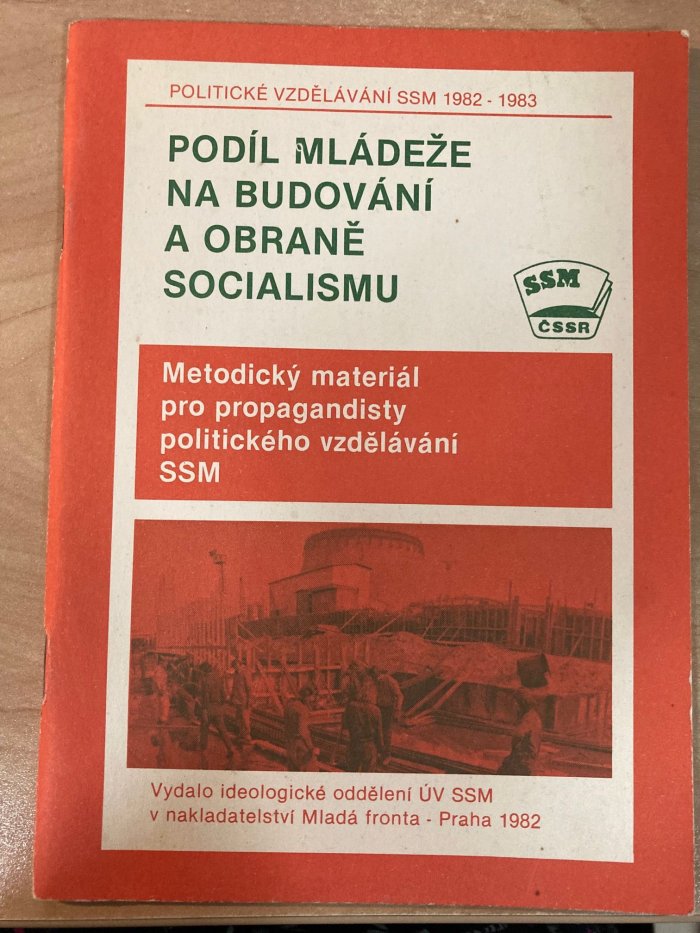 POLITICKÉ VZDĚLÁVÁNÍ SSM 1982 - 1983
PODÍL MLÁDEŽE
NA BUDOVÁNÍ
A OBRANĚ
SOCIALISMU
SSM
ČSSR
Metodický materiál
pro propagandisty
politického vzdělávání
SSM
Vydalo ideologické oddělení ÚV SSM
v nakladatelství Mladá fronta - Praha 1982